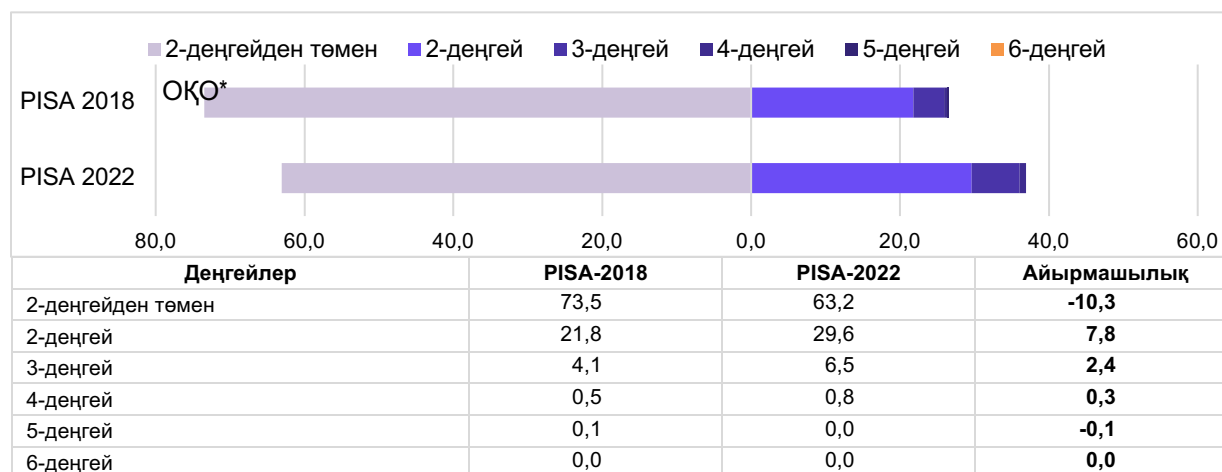 2-деңгейден төмен 2-деңгей 3-деңгей 4-деңгей 5-деңгей 6-деңгей
ОҚО*
PISA 2018
PISA 2022
80,0 60,0 40,0 20,0 0,0 20,0 40,0 60,0
Деңгейлер PISA-2018 PISA-2022 Айырмашылық
2-деңгейден төмен 73,5 63,2 -10,3
2-деңгей 21,8 29,6 7,8
3-деңгей 4,1 6,5 2,4
4-деңгей 0,5 0,8 0,3
5-деңгей 0,1 0,0 -0,1
6-деңгей 0,0 0,0 0,0